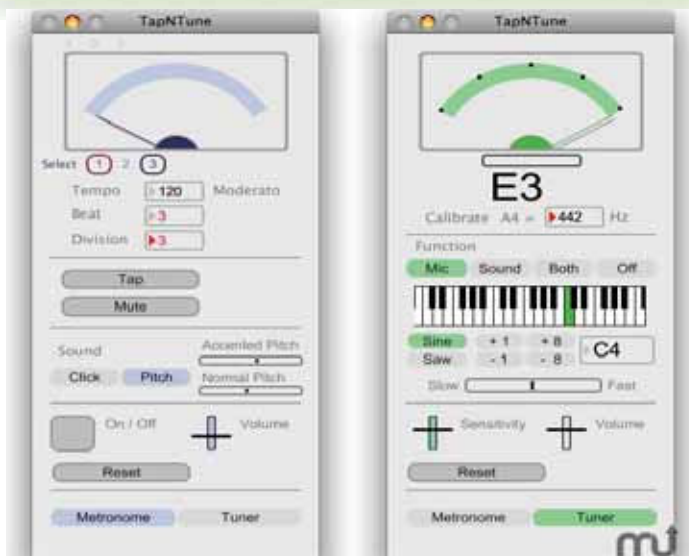 TapNTune
Select 1 2 3
Tempo 120 Moderato
Beat 3
Division 3
Tap
Mute
Sound
Accented Pitch
Click Pitch
Normal Pitch
On / Off
Volume
Reset
Metronome Tuner
TapNTune
E3
Calibrate A4 = 442 Hz
Function
Mic Sound Both Off
Sine + 1 + 8
C4
Saw - 1 - 8
Slow Fast
Sensitivity Volume
Reset
Metronome Tuner
mu